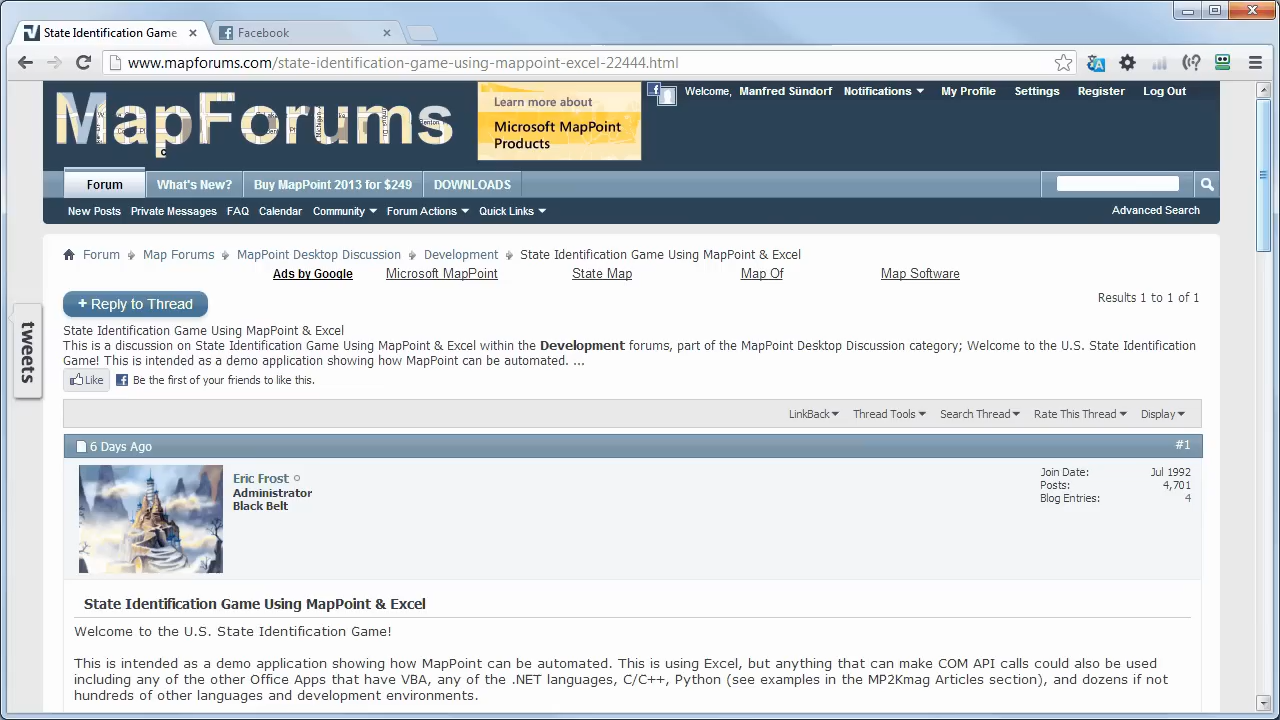 State Identification Game
Facebook
www.mapforums.com/state-identification-game-using-mappoint-excel-22444.html
MapForums
Learn more about
Microsoft MapPoint
Products
Welcome, Manfred Sündorf Notifications My Profile Settings Register Log Out
Forum What's New? Buy MapPoint 2013 for $249 DOWNLOADS
New Posts Private Messages FAQ Calendar Community Forum Actions Quick Links Advanced Search
Forum Map Forums MapPoint Desktop Discussion Development State Identification Game Using MapPoint & Excel
Ads by Google Microsoft MapPoint State Map Map Of Map Software
+ Reply to Thread
Results 1 to 1 of 1
State Identification Game Using MapPoint & Excel
This is a discussion on State Identification Game Using MapPoint & Excel within the Development forums, part of the MapPoint Desktop Discussion category; Welcome to the U.S. State Identification
Game! This is intended as a demo application showing how MapPoint can be automated. ...
Like Be the first of your friends to like this.
tweets
LinkBack Thread Tools Search Thread Rate This Thread Display
6 Days Ago #1
Eric Frost
Administrator
Black Belt
Join Date: Jul 1992
Posts: 4,701
Blog Entries: 4
State Identification Game Using MapPoint & Excel
Welcome to the U.S. State Identification Game!
This is intended as a demo application showing how MapPoint can be automated. This is using Excel, but anything that can make COM API calls could also be used
including any of the other Office Apps that have VBA, any of the .NET languages, C/C++, Python (see examples in the MP2Kmag Articles section), and dozens if not
hundreds of other languages and development environments.